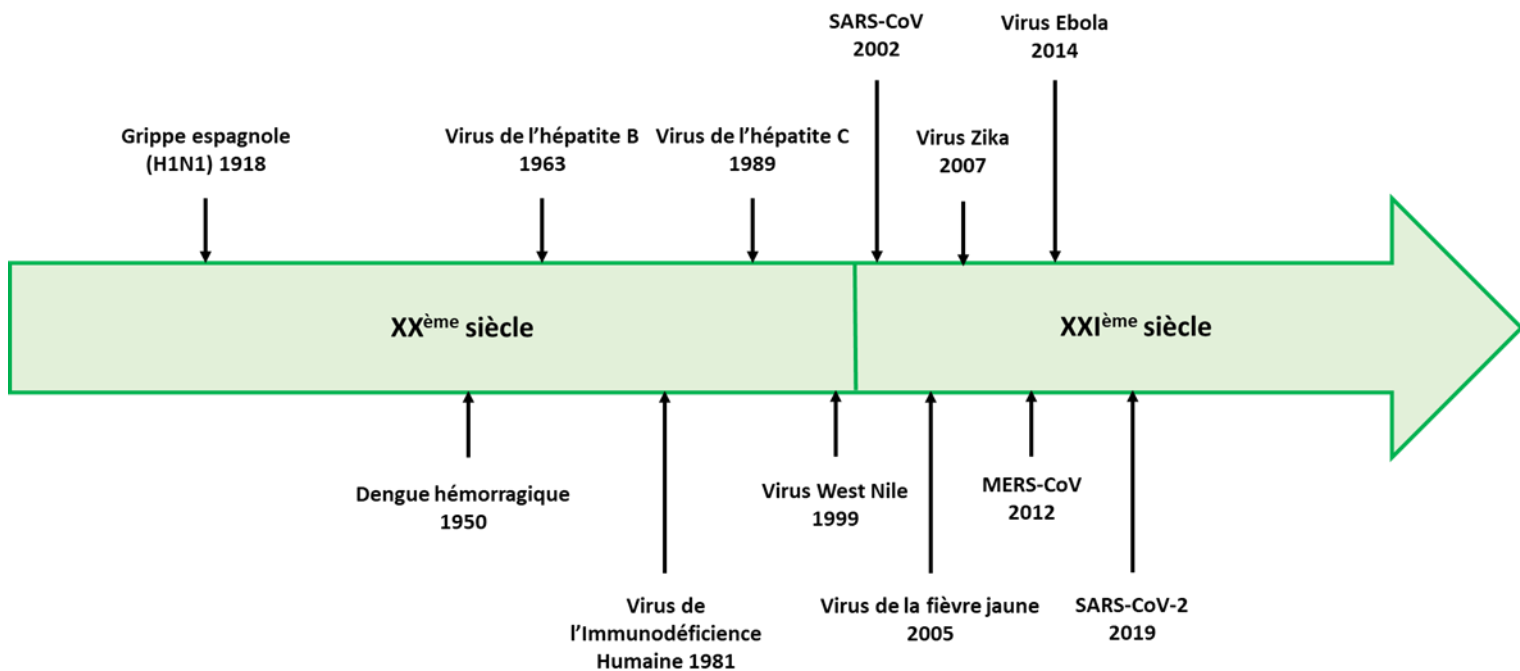 SARS-CoV
2002
Virus Ebola
2014
Grippe espagnole
(H1N1) 1918
Virus de l’hépatite B
1963
Virus de l’hépatite C
1989
Virus Zika
2007
XXème siècle
XXIème siècle
Dengue hémorragique
1950
Virus de
l’Immunodéficience
Humaine 1981
Virus West Nile
1999
Virus de la fièvre jaune
2005
MERS-CoV
2012
SARS-CoV-2
2019